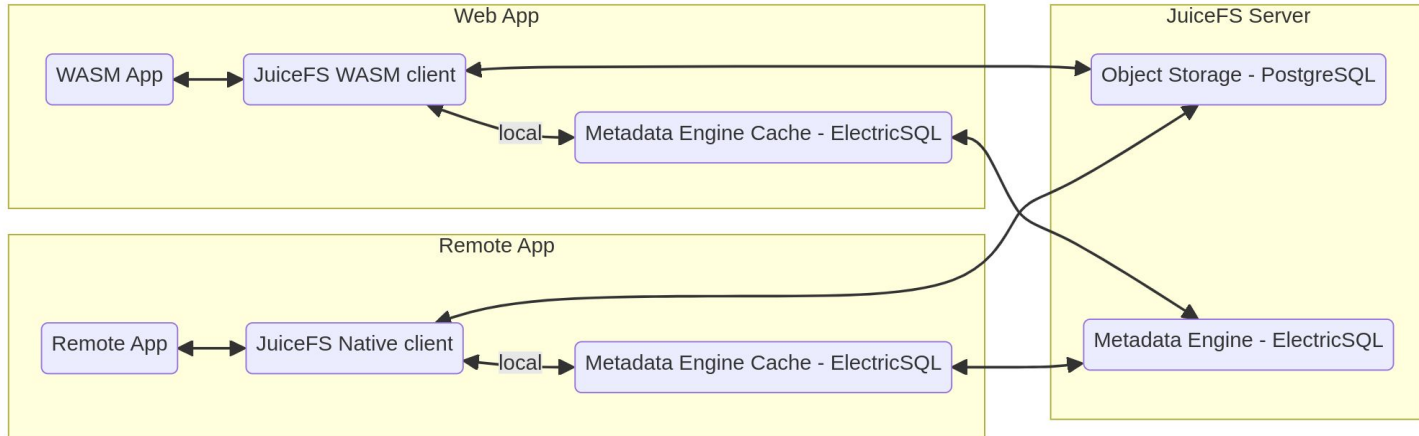 Web App
WASM App
JuiceFS WASM client
local
Metadata Engine Cache - ElectricSQL
Remote App
Remote App
JuiceFS Native client
local
Metadata Engine Cache - ElectricSQL
JuiceFS Server
Object Storage - PostgreSQL
Metadata Engine - ElectricSQL